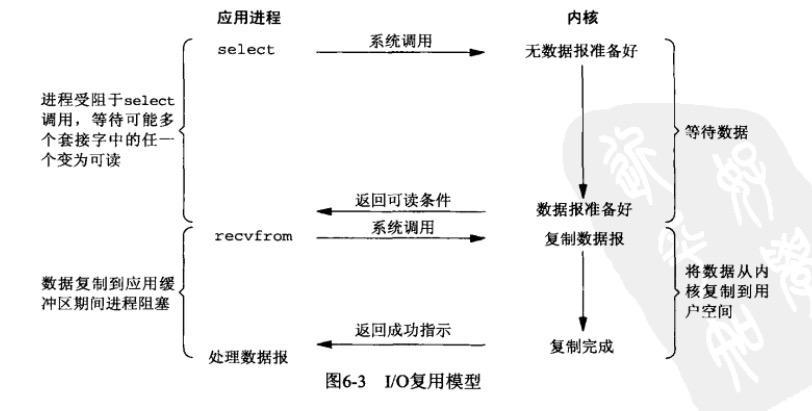 应用进程
内核
select
系统调用
无数据报准备好
进程受阻于select
调用，等待可能多
个套接字中的任一
个变为可读
等待数据
返回可读条件
数据报准备好
recvfrom
系统调用
复制数据报
数据复制到应用缓
冲区期间进程阻塞
将数据从内
核复制到用
户空间
返回成功指示
复制完成
处理数据报
图6-3 I/O复用模型